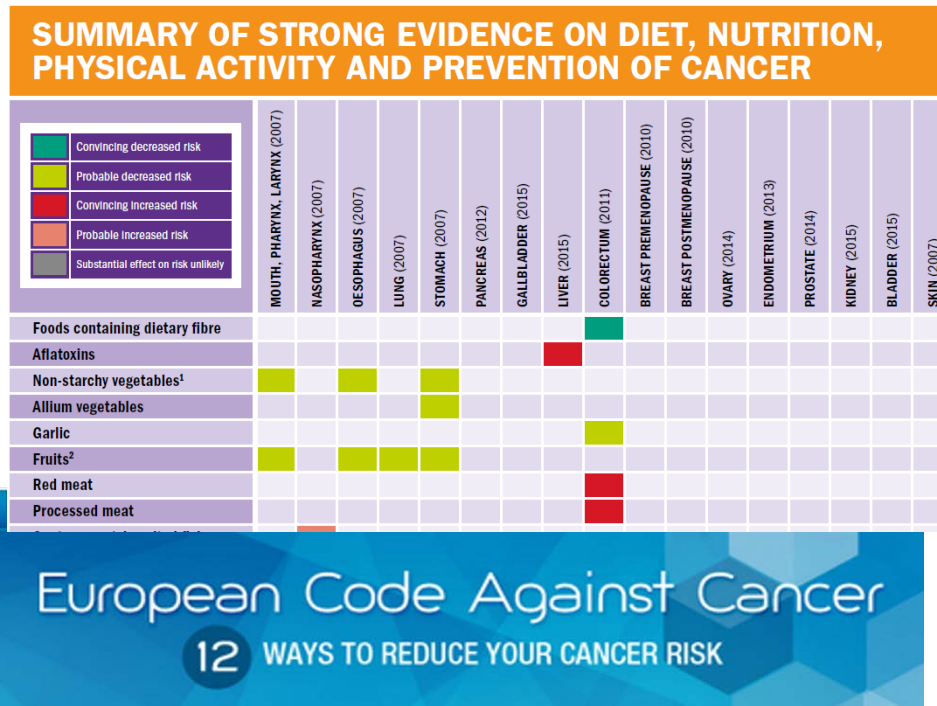 SUMMARY OF STRONG EVIDENCE ON DIET, NUTRITION,
PHYSICAL ACTIVITY AND PREVENTION OF CANCER
Convincing decreased risk
Probable decreased risk
Convincing increased risk
Probable increased risk
Substantial effect on risk unlikely
MOUTH, PHARYNX, LARYNX (2007)
NASOPHARYNX (2007)
OESOPHAGUS (2007)
LUNG (2007)
STOMACH (2007)
PANCREAS (2012)
GALLBLADDER (2015)
LIVER (2015)
COLORECTUM (2011)
BREAST PREMENOPAUSE (2010)
BREAST POSTMENOPAUSE (2010)
OVARY (2014)
ENDOMETRIUM (2013)
PROSTATE (2014)
KIDNEY (2015)
BLADDER (2015)
SKIN (2007)
Foods containing dietary fibre
Aflatoxins
Non-starchy vegetables¹
Allium vegetables
Garlic
Fruits²
Red meat
Processed meat
European Code Against Cancer
12 WAYS TO REDUCE YOUR CANCER RISK